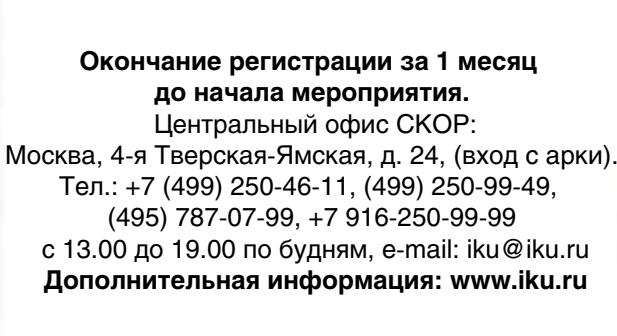 Окончание регистрации за 1 месяц
до начала мероприятия.
Центральный офис СКОР:
Москва, 4-я Тверская-Ямская, д. 24, (вход с арки).
Тел.: +7 (499) 250-46-11, (499) 250-99-49,
(495) 787-07-99, +7 916-250-99-99
с 13.00 до 19.00 по будням, e-mail: iku@iku.ru
Дополнительная информация: www.iku.ru